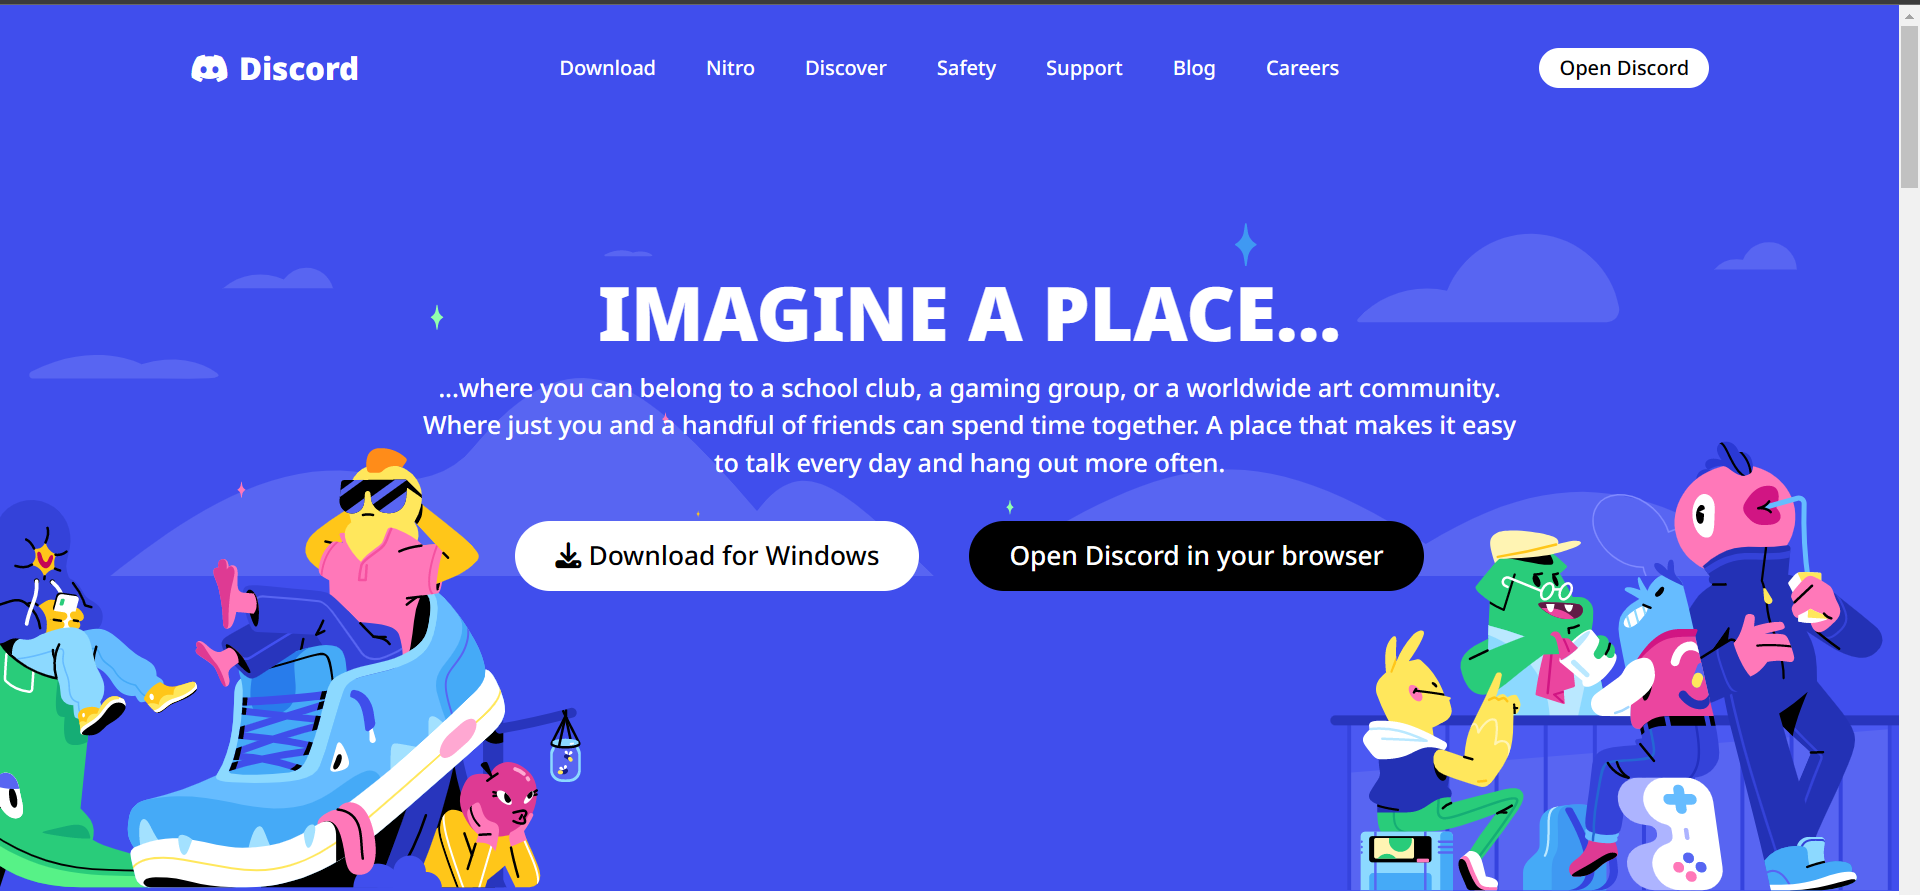 Discord Download Nitro Discover Safety Support Blog Careers Open Discord
IMAGINE A PLACE...
...where you can belong to a school club, a gaming group, or a worldwide art community.
Where just you and a handful of friends can spend time together. A place that makes it easy
to talk every day and hang out more often.
Download for Windows Open Discord in your browser